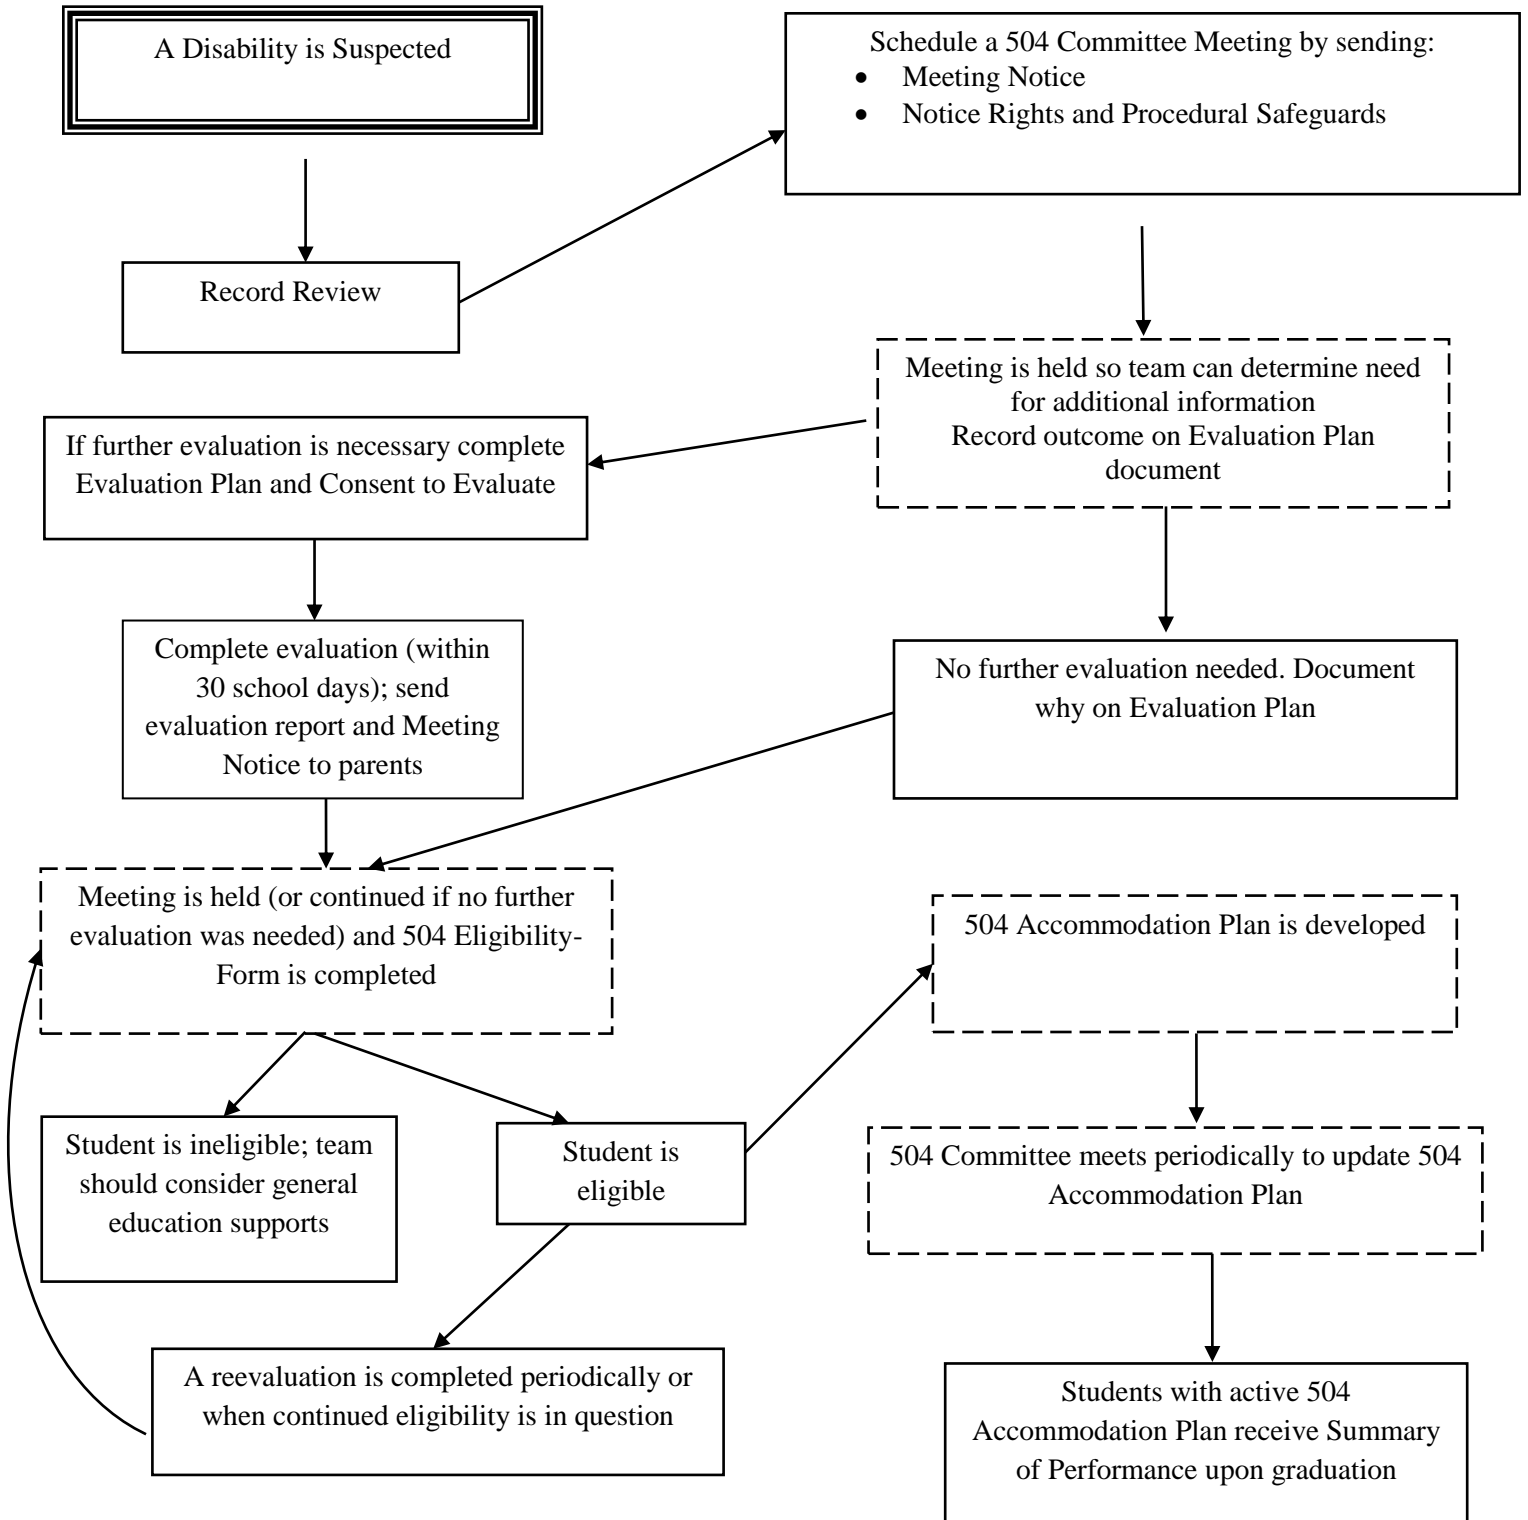 A Disability is Suspected
Schedule a 504 Committee Meeting by sending:
• Meeting Notice
• Notice Rights and Procedural Safeguards
Record Review
Meeting is held so team can determine need
for additional information
Record outcome on Evaluation Plan
document
If further evaluation is necessary complete
Evaluation Plan and Consent to Evaluate
Complete evaluation (within
30 school days); send
evaluation report and Meeting
Notice to parents
No further evaluation needed. Document
why on Evaluation Plan
Meeting is held (or continued if no further
evaluation was needed) and 504 Eligibility-
Form is completed
504 Accommodation Plan is developed
Student is ineligible; team
should consider general
education supports
Student is
eligible
504 Committee meets periodically to update 504
Accommodation Plan
A reevaluation is completed periodically or
when continued eligibility is in question
Students with active 504
Accommodation Plan receive Summary
of Performance upon graduation